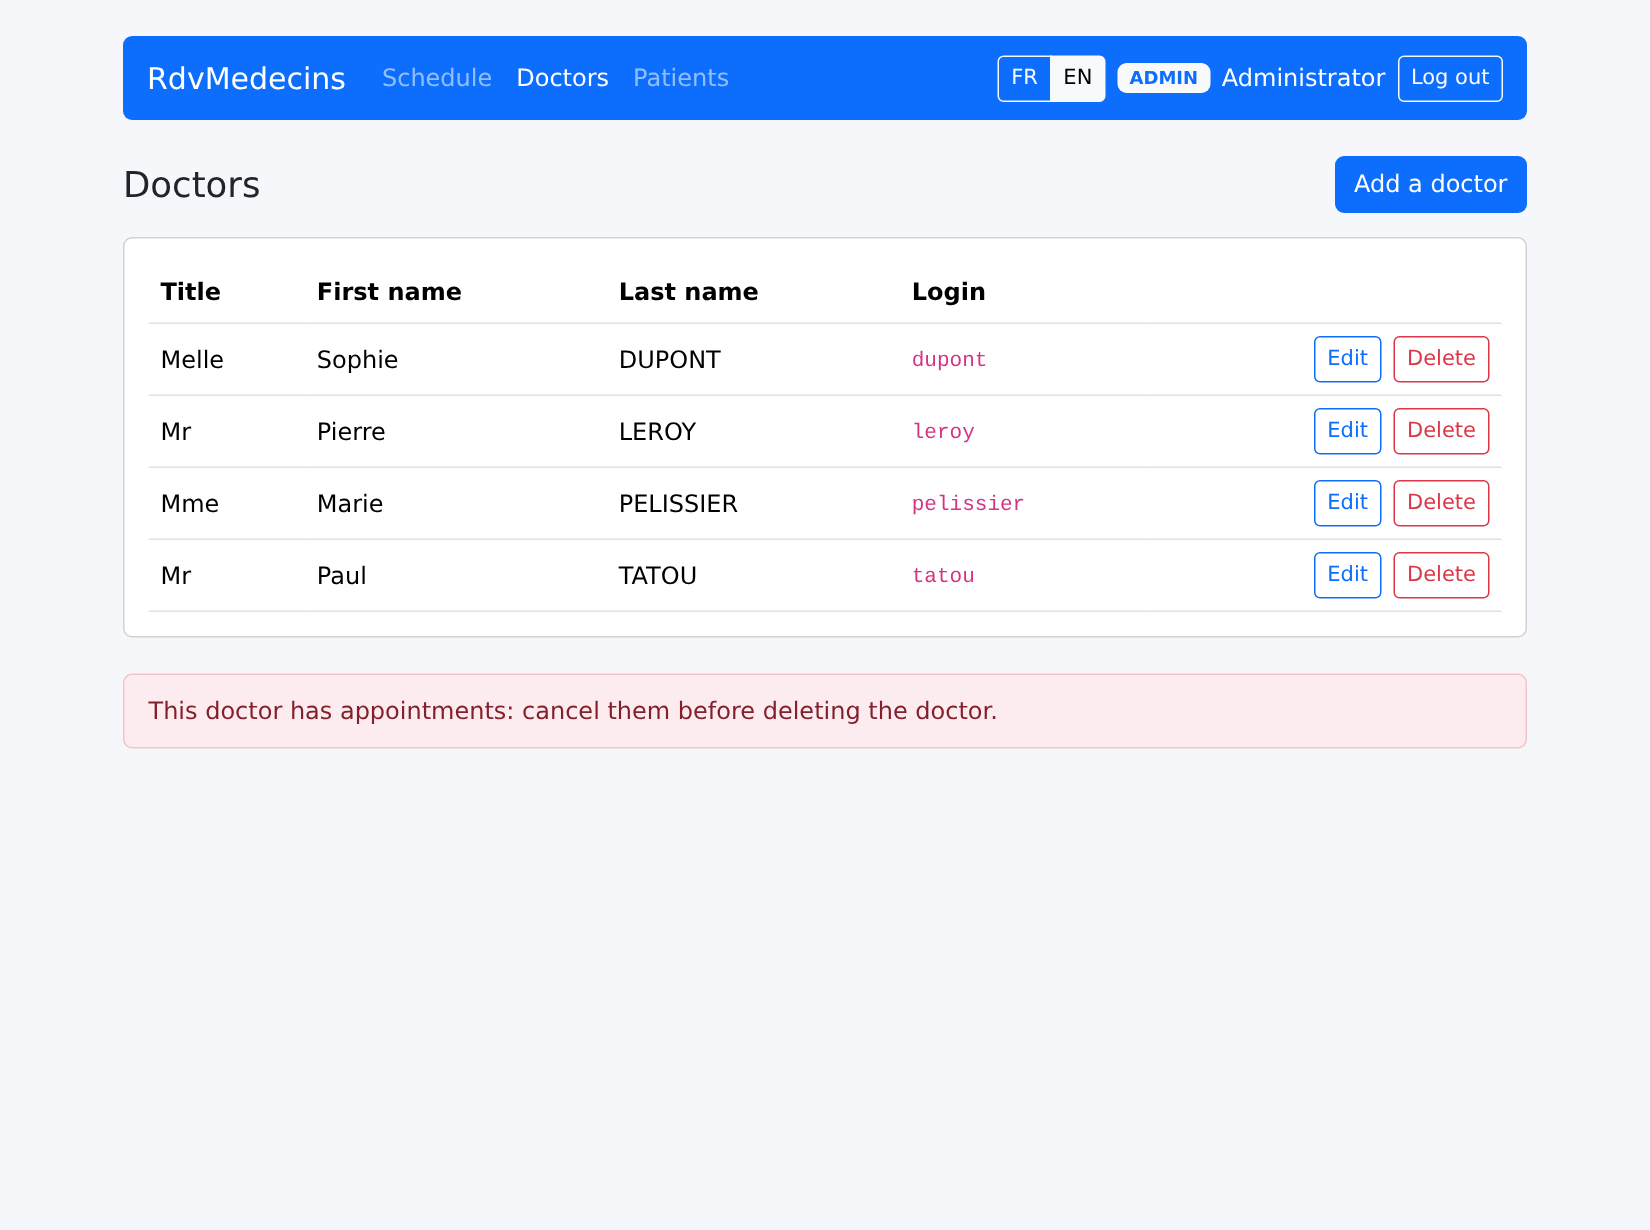 RdvMedecins Schedule Doctors Patients FR EN ADMIN Administrator Log out
Doctors Add a doctor
Title First name Last name Login
Melle Sophie DUPONT dupont Edit Delete
Mr Pierre LEROY leroy Edit Delete
Mme Marie PELISSIER pelissier Edit Delete
Mr Paul TATOU tatou Edit Delete
This doctor has appointments: cancel them before deleting the doctor.